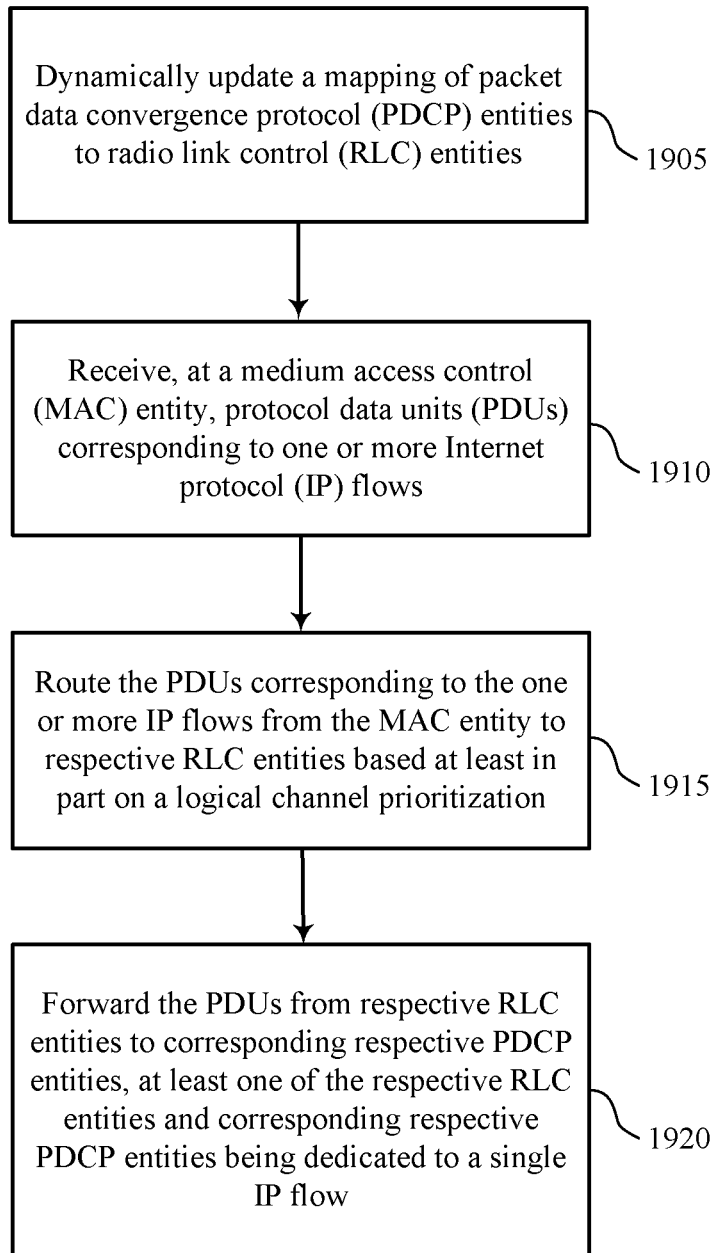 Dynamically update a mapping of packet
data convergence protocol (PDCP) entities
to radio link control (RLC) entities
1905
Receive, at a medium access control
(MAC) entity, protocol data units (PDUs)
corresponding to one or more Internet
protocol (IP) flows
1910
Route the PDUs corresponding to the one
or more IP flows from the MAC entity to
respective RLC entities based at least in
part on a logical channel prioritization
1915
Forward the PDUs from respective RLC
entities to corresponding respective PDCP
entities, at least one of the respective RLC
entities and corresponding respective
PDCP entities being dedicated to a single
IP flow
1920